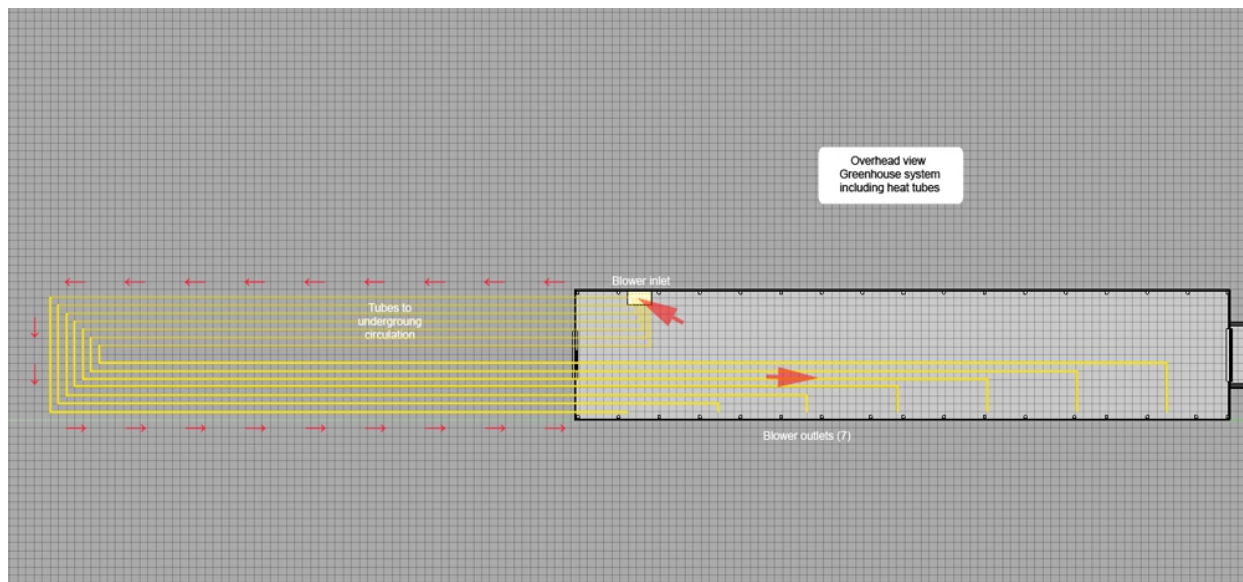 Overhead view
Greenhouse system
including heat tubes
Blower inlet
Tubes to
undergroung
circulation
Blower outlets (7)